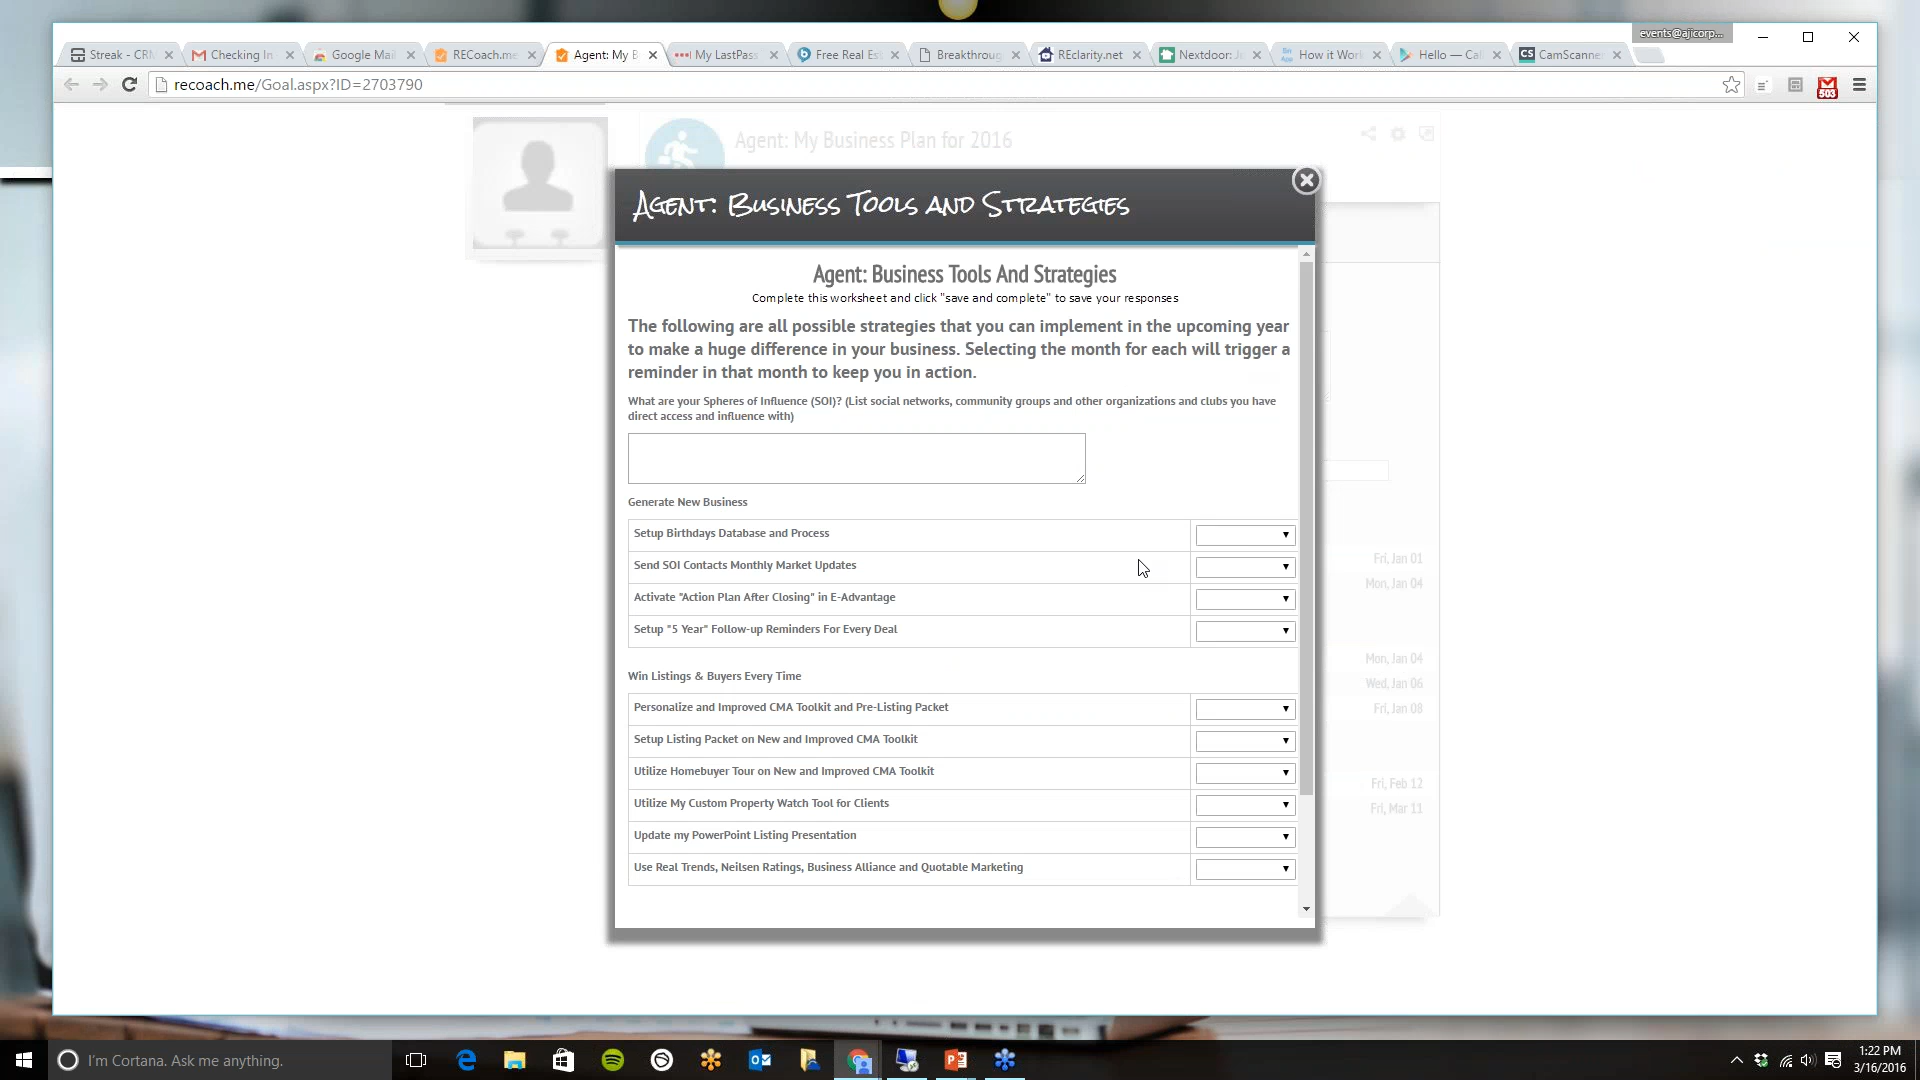 events@ajicorp...
Streak - CRM
Checking In
Google Mail
RECoach.me
Agent: My B
My LastPass
Free Real Es
Breakthroug
REclarity.net
Nextdoor: J
How it Work
Hello — Cal
CamScanner
recoach.me/Goal.aspx?ID=2703790
503
Agent: My Business Plan for 2016
Agent: Business Tools and Strategies
Agent: Business Tools And Strategies
Complete this worksheet and click "save and complete" to save your responses
The following are all possible strategies that you can implement in the upcoming year
to make a huge difference in your business. Selecting the month for each will trigger a
reminder in that month to keep you in action.
What are your Spheres of Influence (SOI)? (List social networks, community groups and other organizations and clubs you have
direct access and influence with)
Generate New Business
Setup Birthdays Database and Process
Send SOI Contacts Monthly Market Updates
Activate "Action Plan After Closing" in E-Advantage
Setup "5 Year" Follow-up Reminders For Every Deal
Win Listings & Buyers Every Time
Personalize and Improved CMA Toolkit and Pre-Listing Packet
Setup Listing Packet on New and Improved CMA Toolkit
Utilize Homebuyer Tour on New and Improved CMA Toolkit
Utilize My Custom Property Watch Tool for Clients
Update my PowerPoint Listing Presentation
Use Real Trends, Neilsen Ratings, Business Alliance and Quotable Marketing
Fri, Jan 01
Mon, Jan 04
Mon, Jan 04
Wed, Jan 06
Fri, Jan 08
Fri, Feb 12
Fri, Mar 11
I'm Cortana. Ask me anything.
1:22 PM
3/16/2016